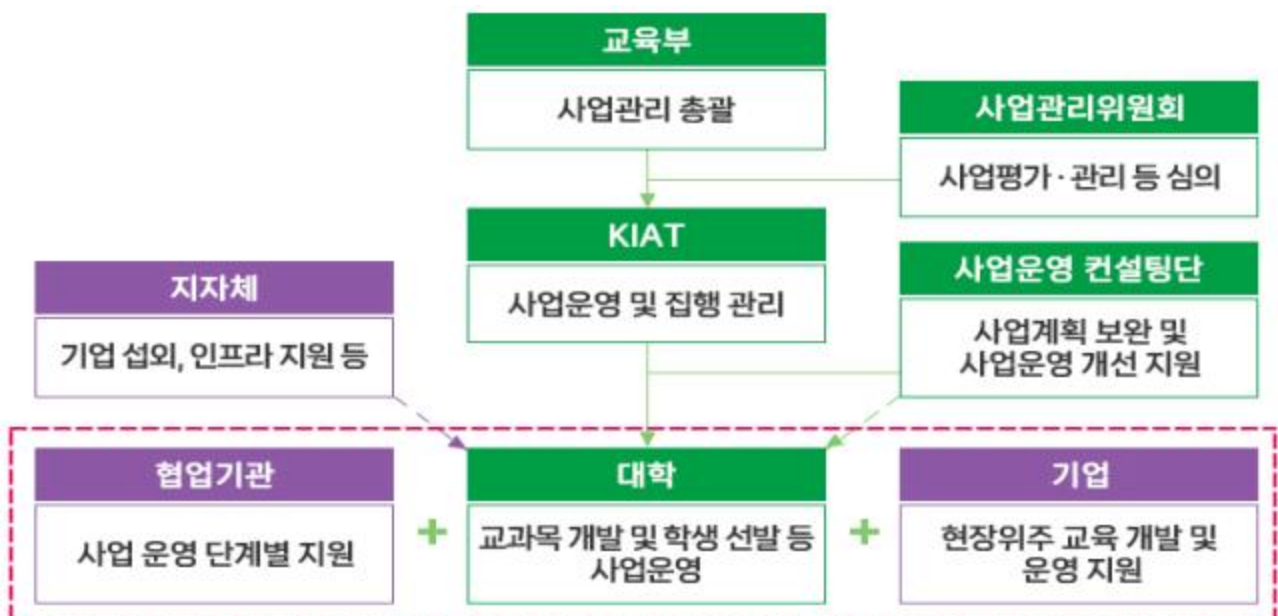 교육부
사업관리 총괄
사업관리위원회
사업평가·관리 등 심의
KIAT
사업운영 및 집행 관리
지자체
기업 섭외, 인프라 지원 등
사업운영 컨설팅단
사업계획 보완 및
사업운영 개선 지원
협업기관
사업 운영 단계별 지원
+
대학
교과목 개발 및 학생 선발 등
사업운영
+
기업
현장위주 교육 개발 및
운영 지원